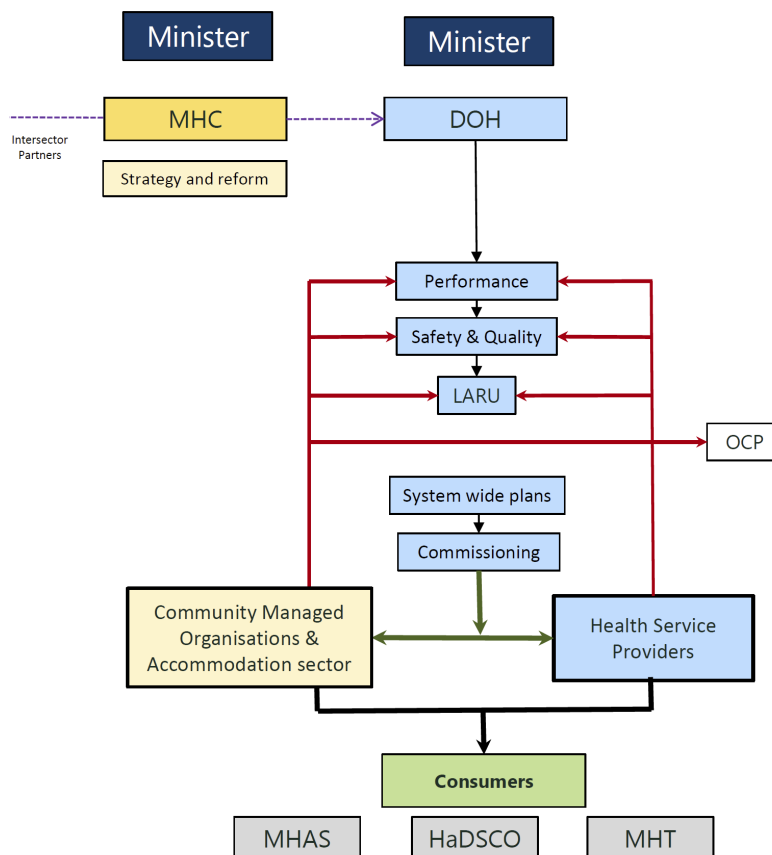 Minister
Minister
MHC
DOH
Intersector
Partners
Strategy and reform
Performance
Safety & Quality
LARU
OCP
System wide plans
Commissioning
Community Managed
Organisations &
Accommodation sector
Health Service
Providers
Consumers
MHAS
HaDSCO
MHT